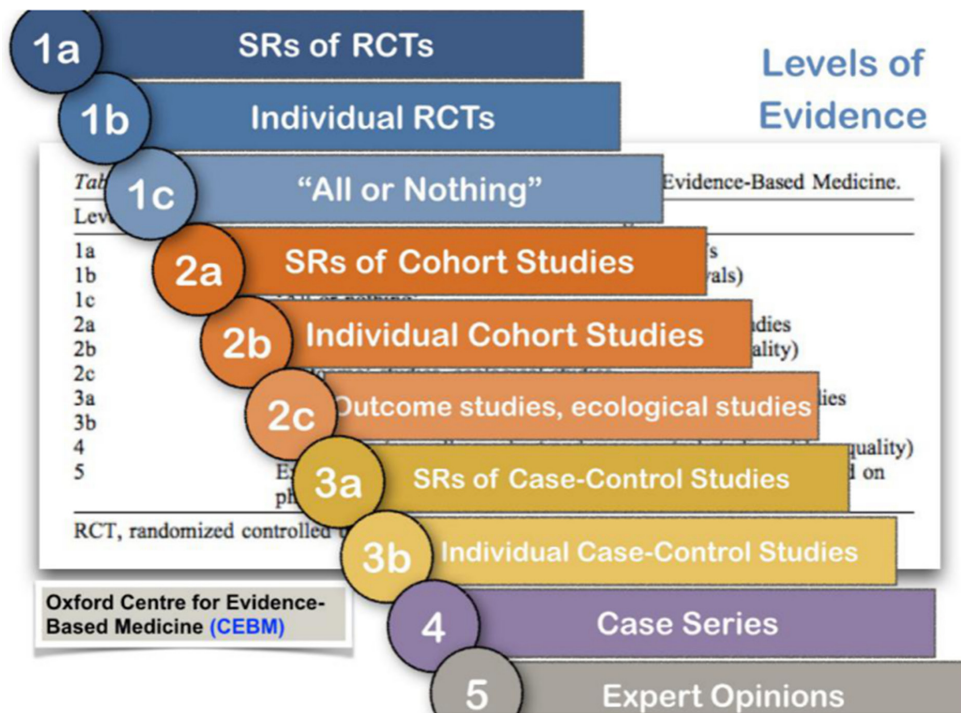 1a SRs of RCTs
Levels of
Evidence
1b Individual RCTs
1c “All or Nothing”
Evidence-Based Medicine.
2a SRs of Cohort Studies
1a
1b
1c
2a
2b
2c
3a
3b
4
5
2b Individual Cohort Studies
2c Outcome studies, ecological studies
quality)
on
3a SRs of Case-Control Studies
RCT, randomized controlled
3b Individual Case-Control Studies
Oxford Centre for Evidence-
Based Medicine (CEBM)
4 Case Series
5 Expert Opinions